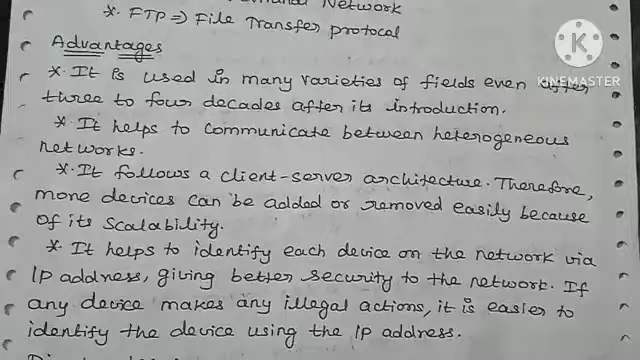 Network
* FTP => File Transfer protocal
Advantages
* It is used in many varieties of fields even after
three to four decades after its introduction.
* It helps to communicate between heterogeneous
networks.
* It follows a client-server architecture. Therefore,
more devices can be added or removed easily because
of its scalability.
* It helps to identify each device on the network via
IP address, giving better security to the network. If
any device makes any illegal actions, it is easier to
identify the device using the IP address.
K
KINEMASTER